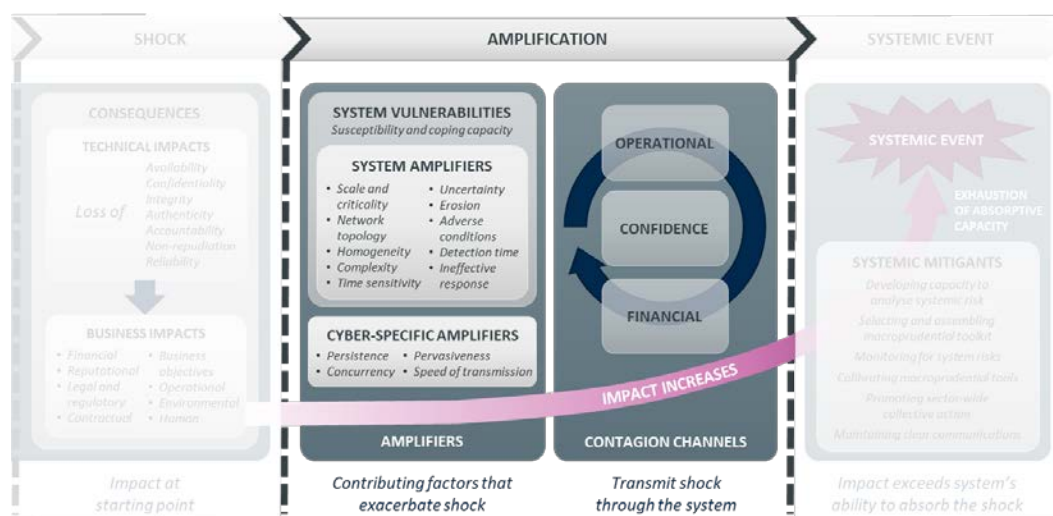 SHOCK
AMPLIFICATION
SYSTEMIC EVENT
CONSEQUENCES
TECHNICAL IMPACTS
Loss of
Availability
Confidentiality
Integrity
Authenticity
Accountability
Non-repudiation
Reliability
BUSINESS IMPACTS
• Financial
• Reputational
• Legal and
regulatory
• Contractual
• Business
objectives
• Operational
• Environmental
• Human
Impact at
starting point
SYSTEM VULNERABILITIES
Susceptibility and coping capacity
SYSTEM AMPLIFIERS
• Scale and
criticality
• Network
topology
• Homogeneity
• Complexity
• Time sensitivity
• Uncertainty
• Erosion
• Adverse
conditions
• Detection time
• Ineffective
response
CYBER-SPECIFIC AMPLIFIERS
• Persistence
• Concurrency
• Pervasiveness
• Speed of transmission
AMPLIFIERS
Contributing factors that
exacerbate shock
OPERATIONAL
CONFIDENCE
FINANCIAL
IMPACT INCREASES
CONTAGION CHANNELS
Transmit shock
through the system
SYSTEMIC EVENT
EXHAUSTION
OF ABSORPTIVE
CAPACITY
SYSTEMIC MITIGANTS
Developing capacity to
analyse systemic risk
Selecting and assembling
macroprudential toolkit
Monitoring for system risks
Calibrating macroprudential tools
Promoting sector-wide
collective action
Maintaining clear communications
Impact exceeds system's
ability to absorb the shock